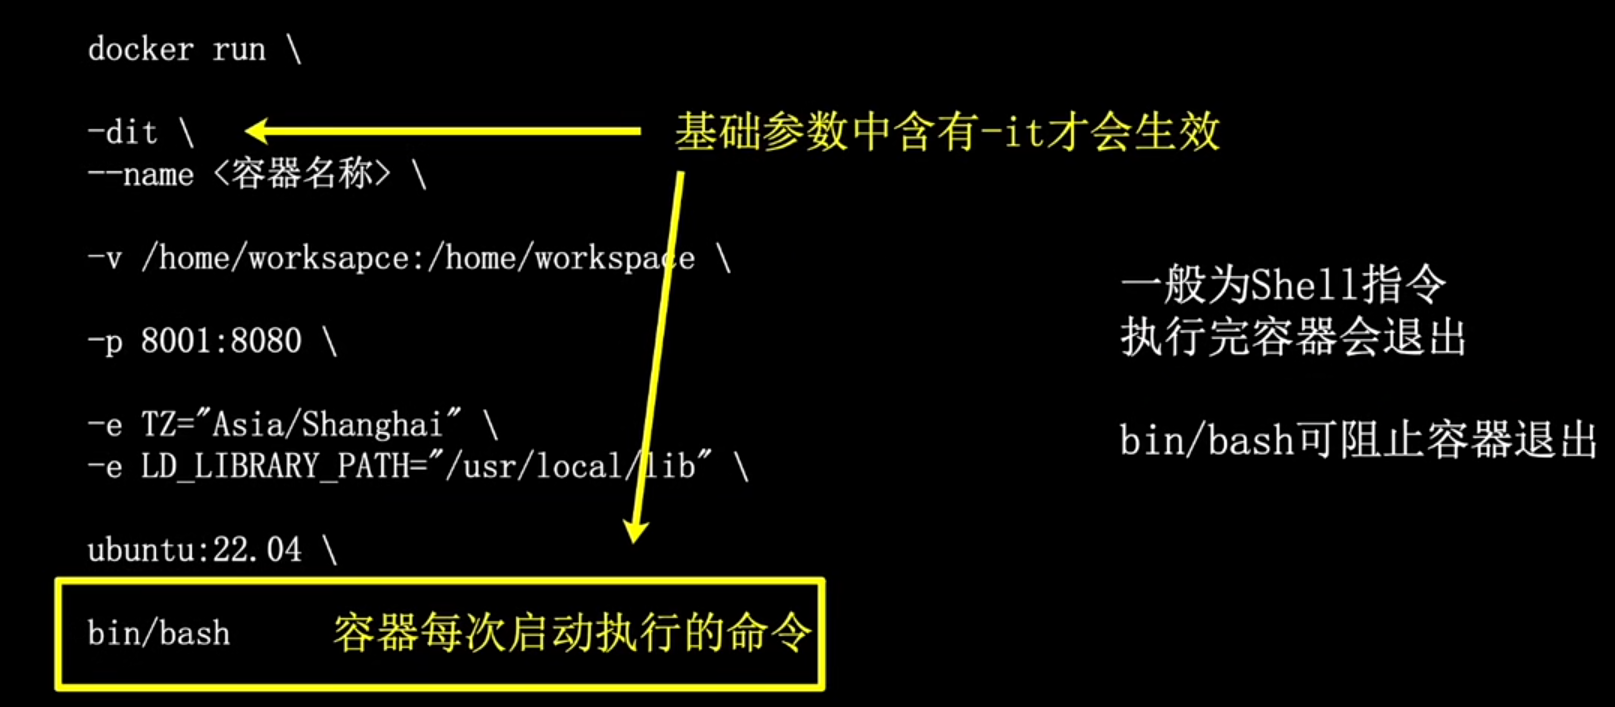 docker run \
-dit \
基础参数中含有-it才会生效
--name <容器名称> \
-v /home/worksapce:/home/workspace \
一般为Shell指令
执行完容器会退出
-p 8001:8080 \
-e TZ="Asia/Shanghai" \
bin/bash可阻止容器退出
-e LD_LIBRARY_PATH="/usr/local/lib" \
ubuntu:22.04 \
bin/bash 容器每次启动执行的命令